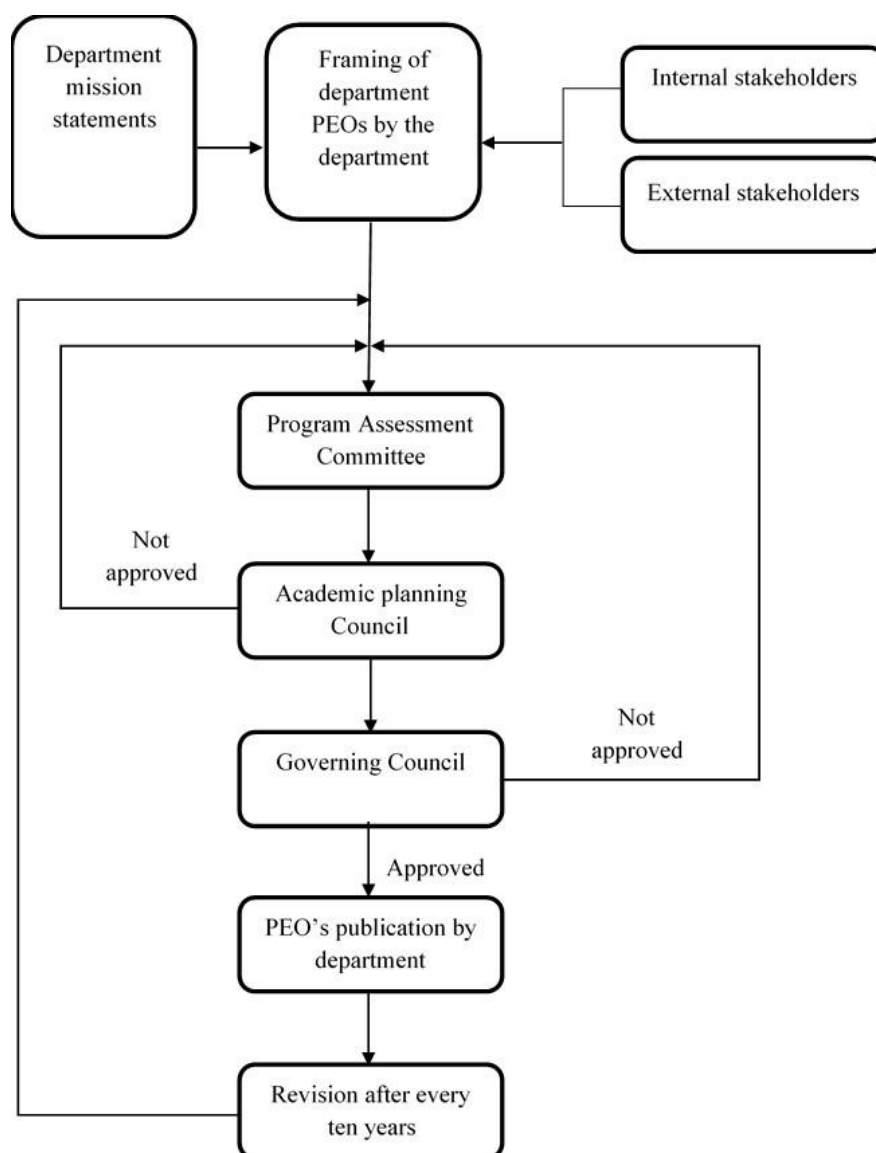 Department
mission
statements
Framing of
department
PEOs by the
department
Internal stakeholders
External stakeholders
Program Assessment
Committee
Not
approved
Academic planning
Council
Governing Council
Not
approved
Approved
PEO’s publication by
department
Revision after every
ten years